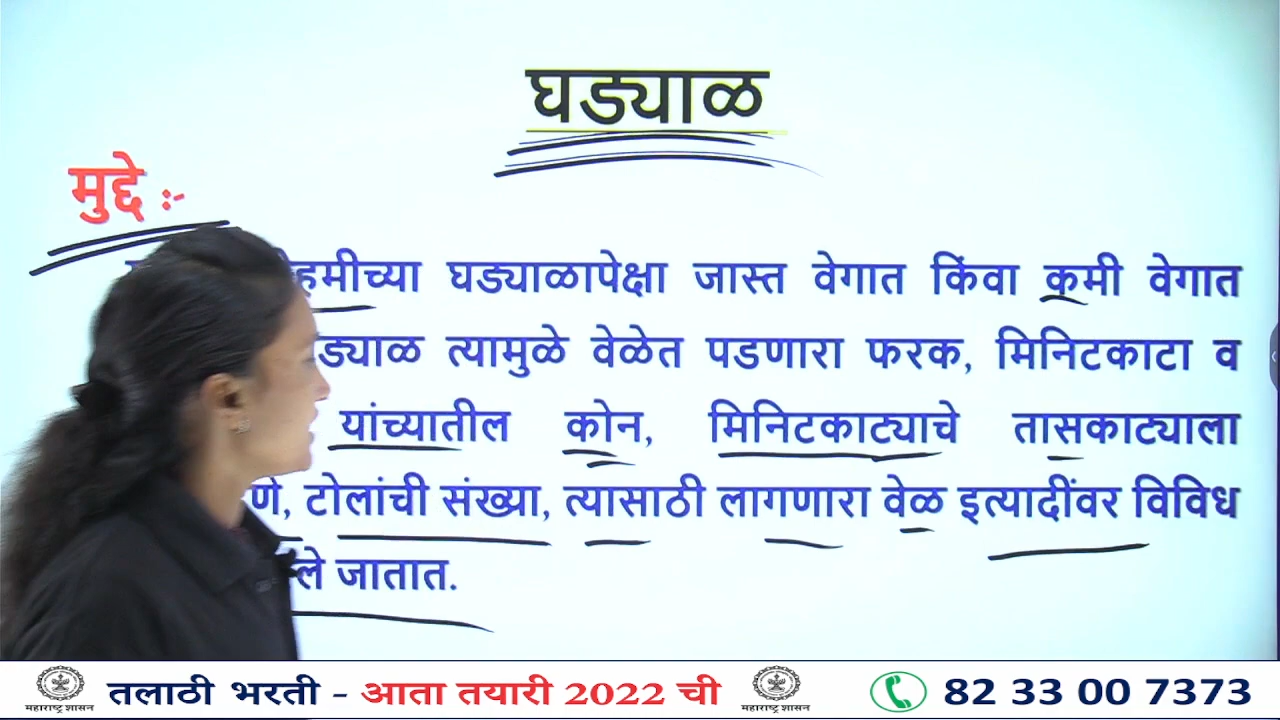 घड्याळ
मुद्दे :-
घड्याळापेक्षा जास्त वेगात किंवा कमी वेगात
त्यामुळे वेळेत पडणारा फरक, मिनिटकाटा व
यांच्यातील कोन, मिनिटकाट्याचे तासकाट्याला
टोलांची संख्या, त्यासाठी लागणारा वेळ इत्यादींवर विविध
जातात.
तलाठी भरती - आता तयारी 2022 ची
महाराष्ट्र शासन
महाराष्ट्र शासन
82 33 00 7373